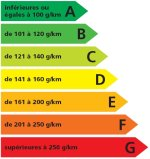 inférieures ou
égales à 100 g/km A
de 101 à 120 g/km B
de 121 à 140 g/km C
de 141 à 160 g/km D
de 161 à 200 g/km E
de 201 à 250 g/km F
supérieures à 250 g/km G